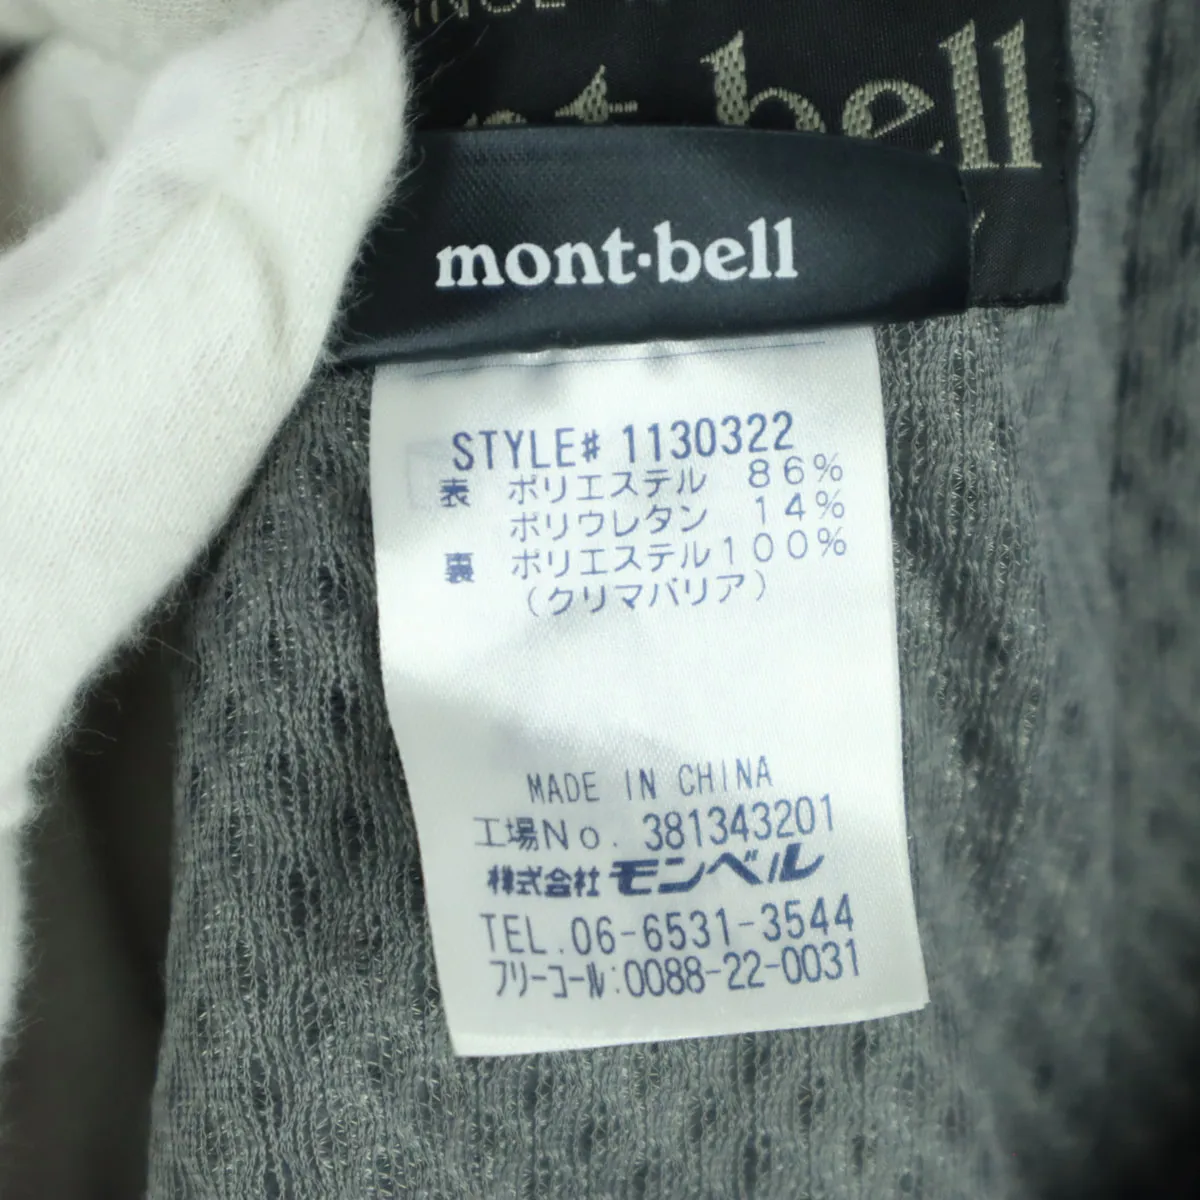 bell
mont-bell
STYLE# 1130322
表 ポリエステル 86%
ポリウレタン 14%
裏 ポリエステル100%
(クリマバリア)
MADE IN CHINA
工場No. 381343201
株式会社モンベル
TEL.06-6531-3544
フリーコール:0088-22-0031